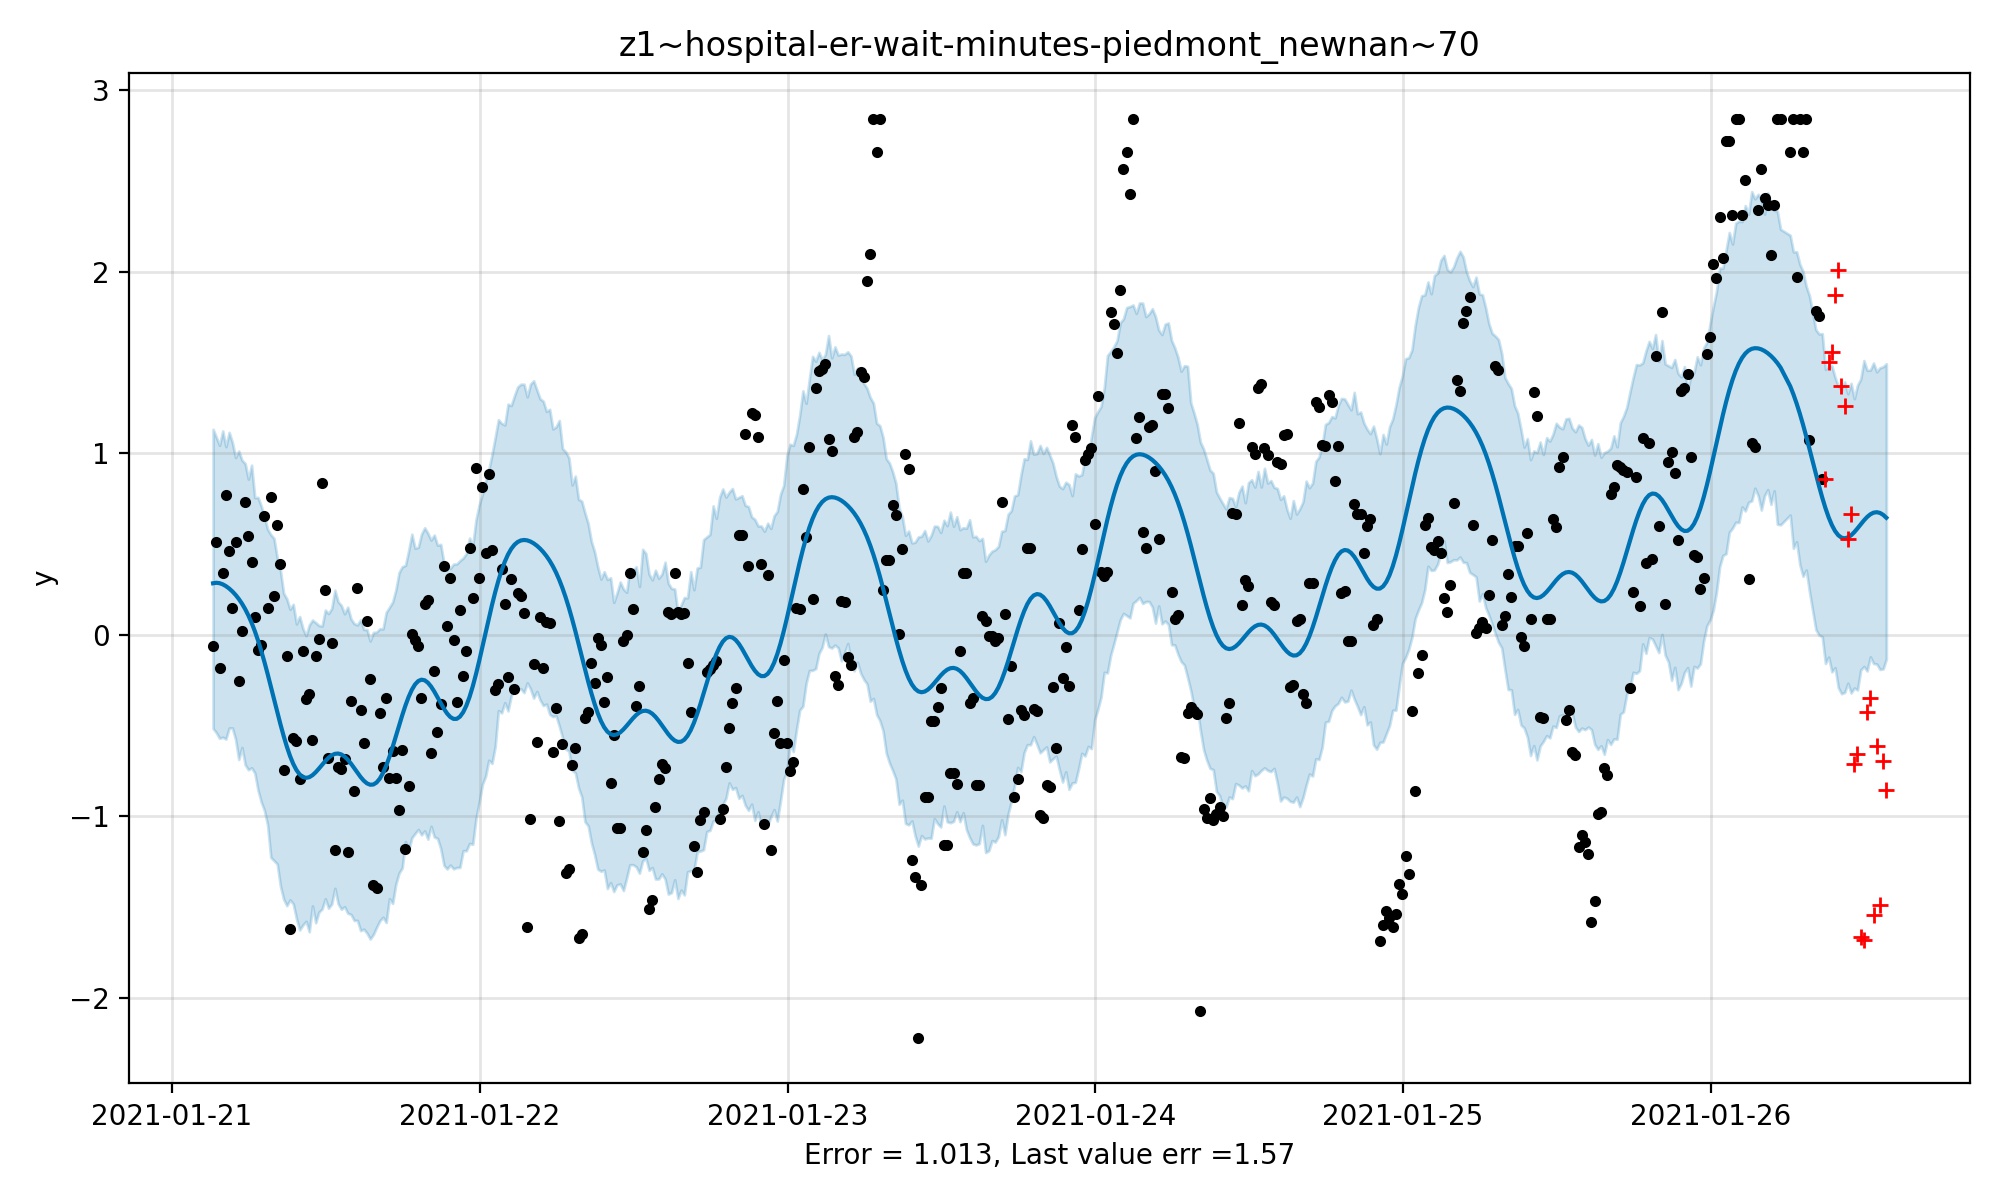 z1~hospital-er-wait-minutes-piedmont_newnan~70
3
2
1
0
−1
−2
y
2021-01-21 2021-01-22 2021-01-23 2021-01-24 2021-01-25 2021-01-26
Error = 1.013, Last value err =1.57